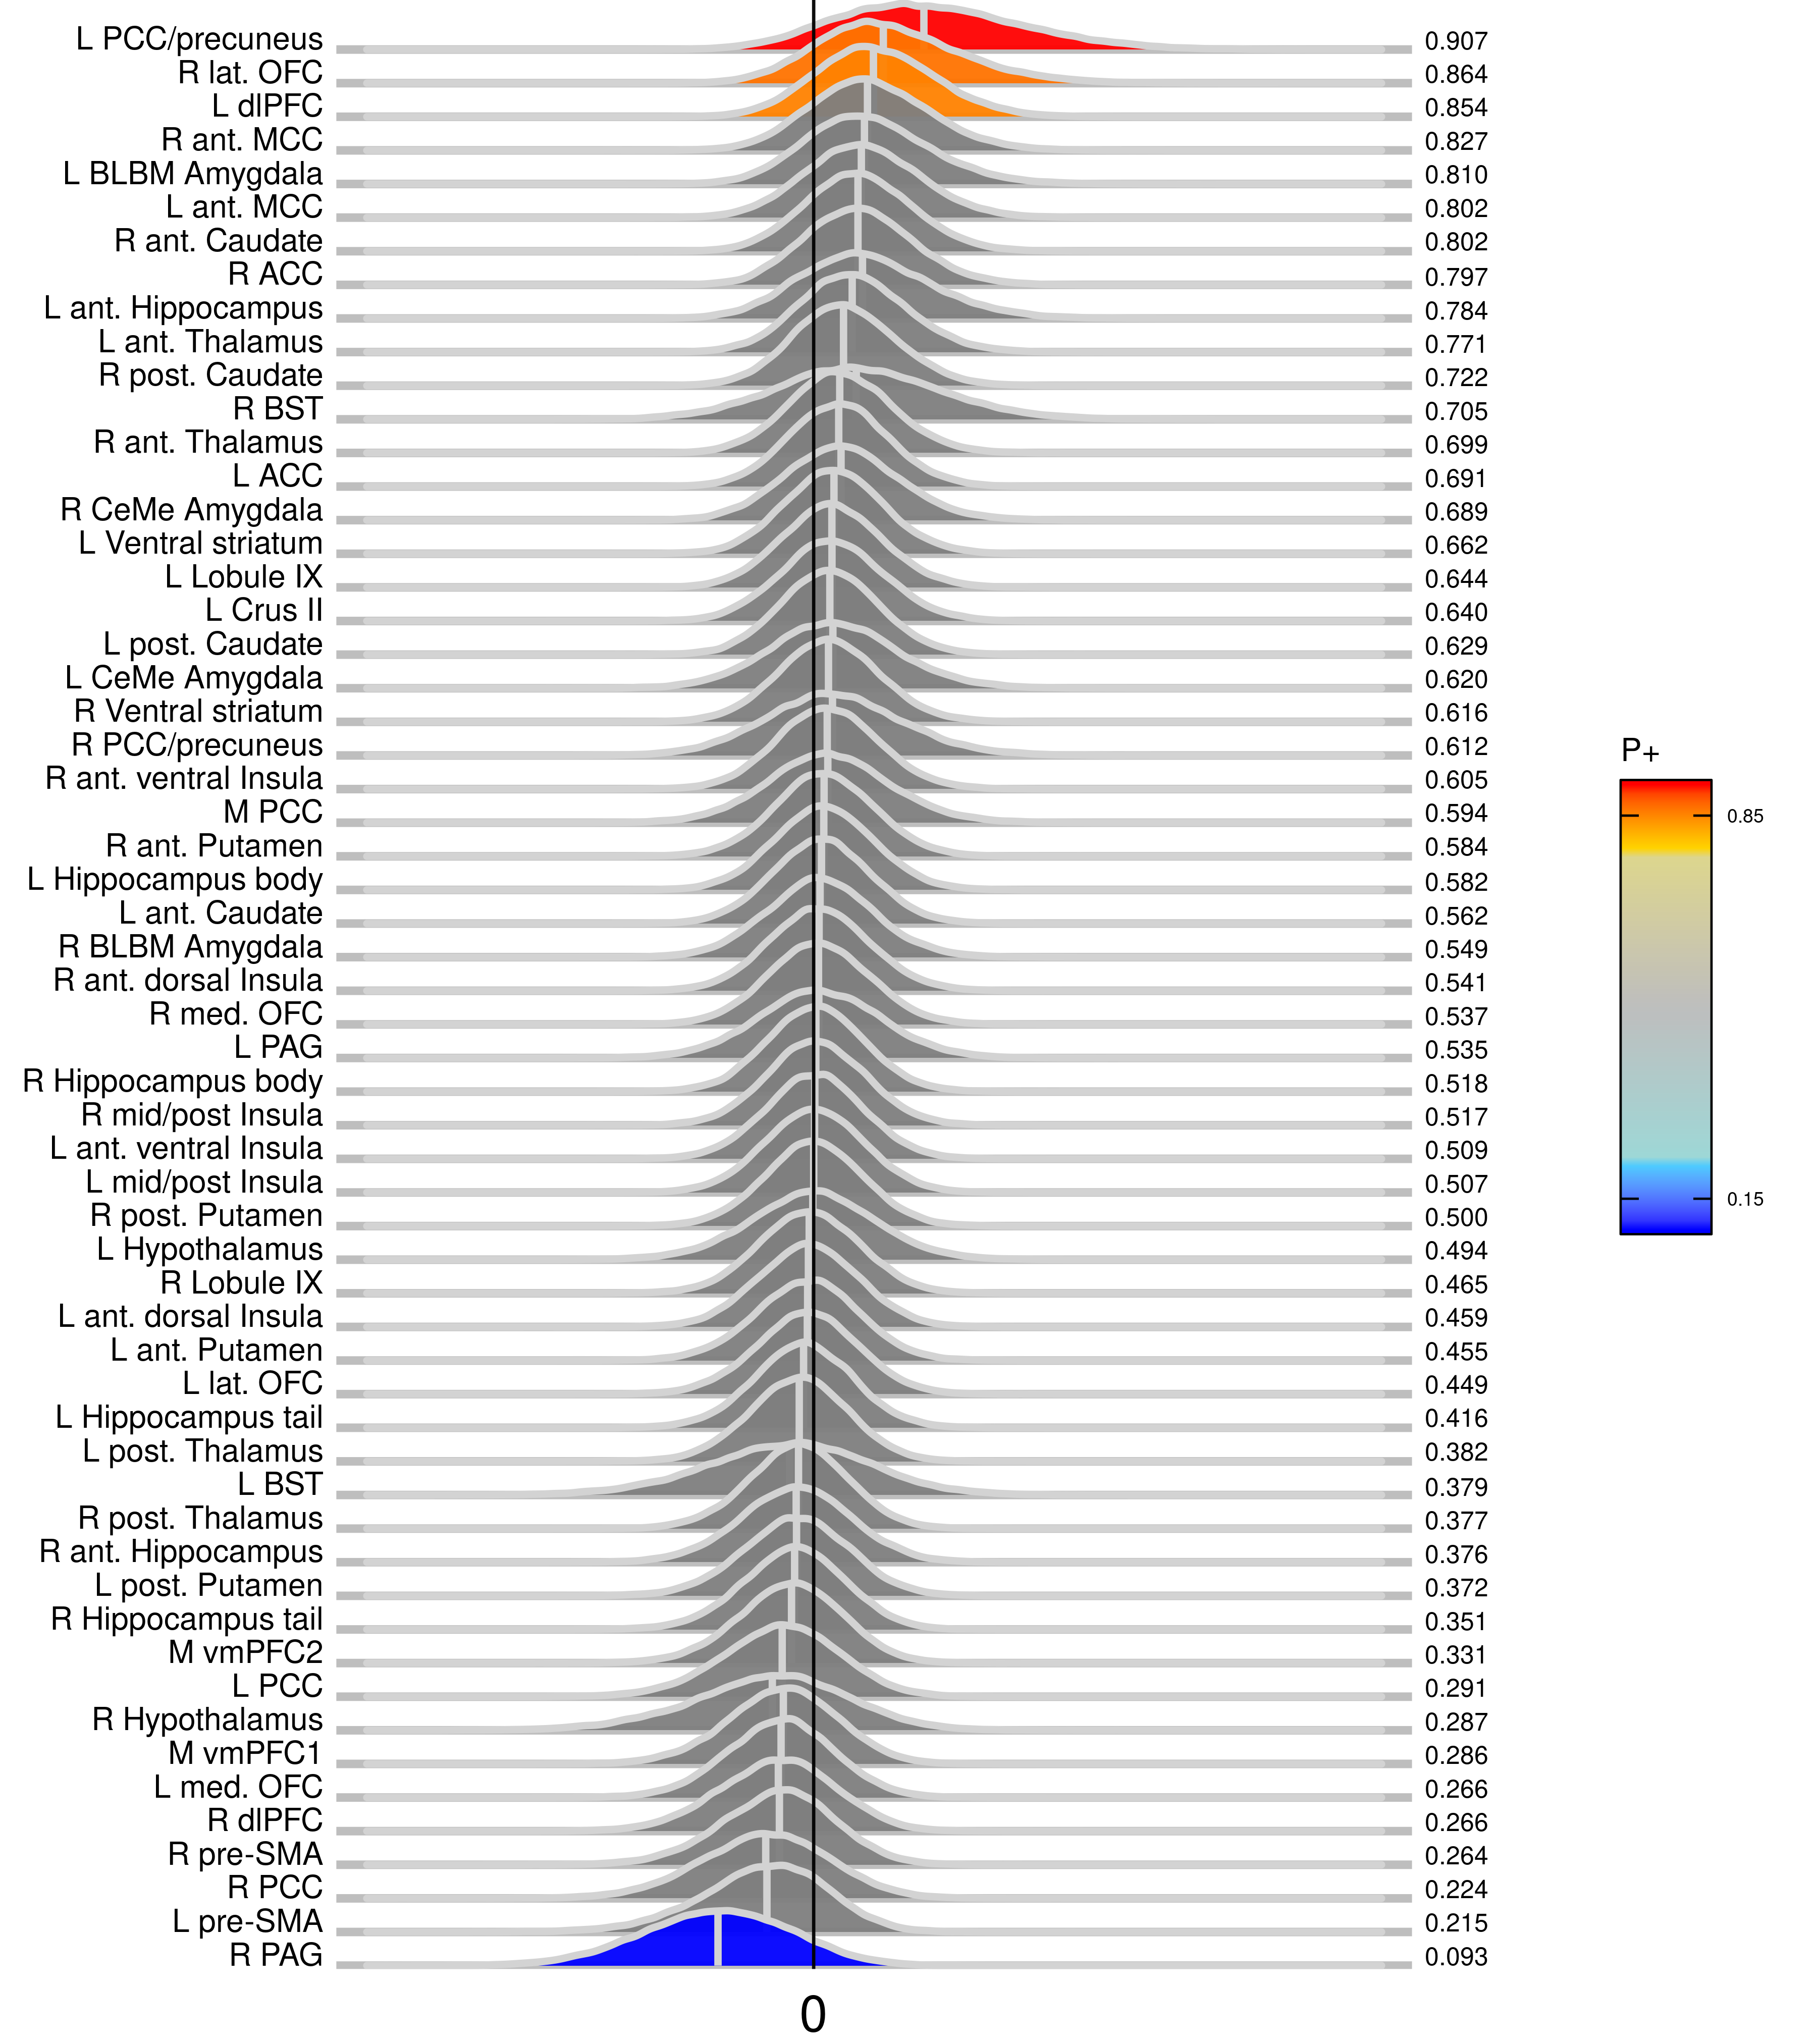 L PCC/precuneus 0.907
R lat. OFC 0.864
L dlPFC 0.854
R ant. MCC 0.827
L BLBM Amygdala 0.810
L ant. MCC 0.802
R ant. Caudate 0.802
R ACC 0.797
L ant. Hippocampus 0.784
L ant. Thalamus 0.771
R post. Caudate 0.722
R BST 0.705
R ant. Thalamus 0.699
L ACC 0.691
R CeMe Amygdala 0.689
L Ventral striatum 0.662
L Lobule IX 0.644
L Crus II 0.640
L post. Caudate 0.629
L CeMe Amygdala 0.620
R Ventral striatum 0.616
R PCC/precuneus 0.612
R ant. ventral Insula 0.605
M PCC 0.594
R ant. Putamen 0.584
L Hippocampus body 0.582
L ant. Caudate 0.562
R BLBM Amygdala 0.549
R ant. dorsal Insula 0.541
R med. OFC 0.537
L PAG 0.535
R Hippocampus body 0.518
R mid/post Insula 0.517
L ant. ventral Insula 0.509
L mid/post Insula 0.507
R post. Putamen 0.500
L Hypothalamus 0.494
R Lobule IX 0.465
L ant. dorsal Insula 0.459
L ant. Putamen 0.455
L lat. OFC 0.449
L Hippocampus tail 0.416
L post. Thalamus 0.382
L BST 0.379
R post. Thalamus 0.377
R ant. Hippocampus 0.376
L post. Putamen 0.372
R Hippocampus tail 0.351
M vmPFC2 0.331
L PCC 0.291
R Hypothalamus 0.287
M vmPFC1 0.286
L med. OFC 0.266
R dlPFC 0.266
R pre-SMA 0.264
R PCC 0.224
L pre-SMA 0.215
R PAG 0.093
0
P+
0.85
0.15